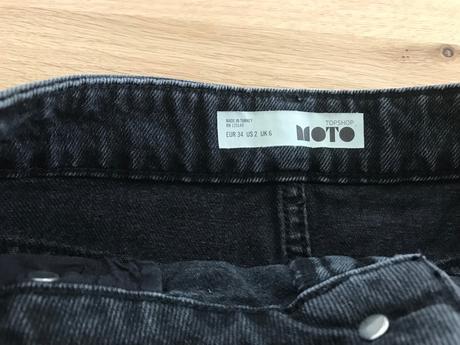 MADE IN TURKEY
EUR 34 US 2 UK 6
TOPSHOP
MOTO